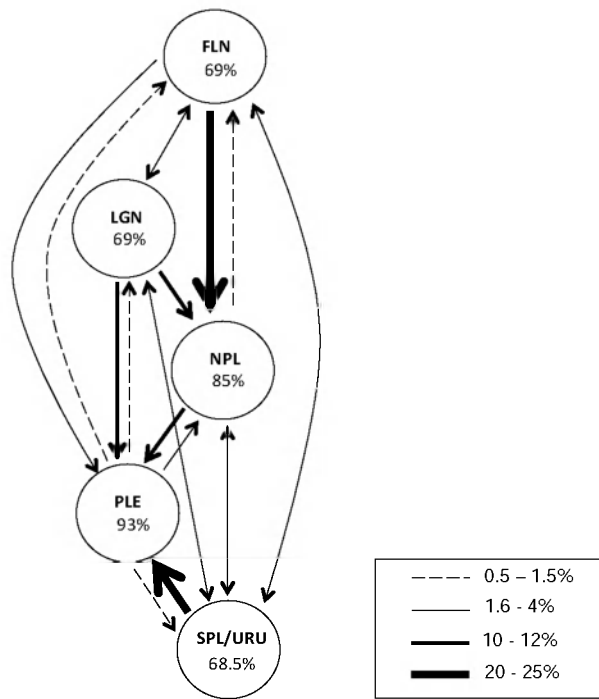 FLN
69%
LGN
69%
NPL
85%
PLE
93%
SPL/URU
68.5%
0.5 – 1.5%
1.6 – 4%
10 - 12%
20 - 25%